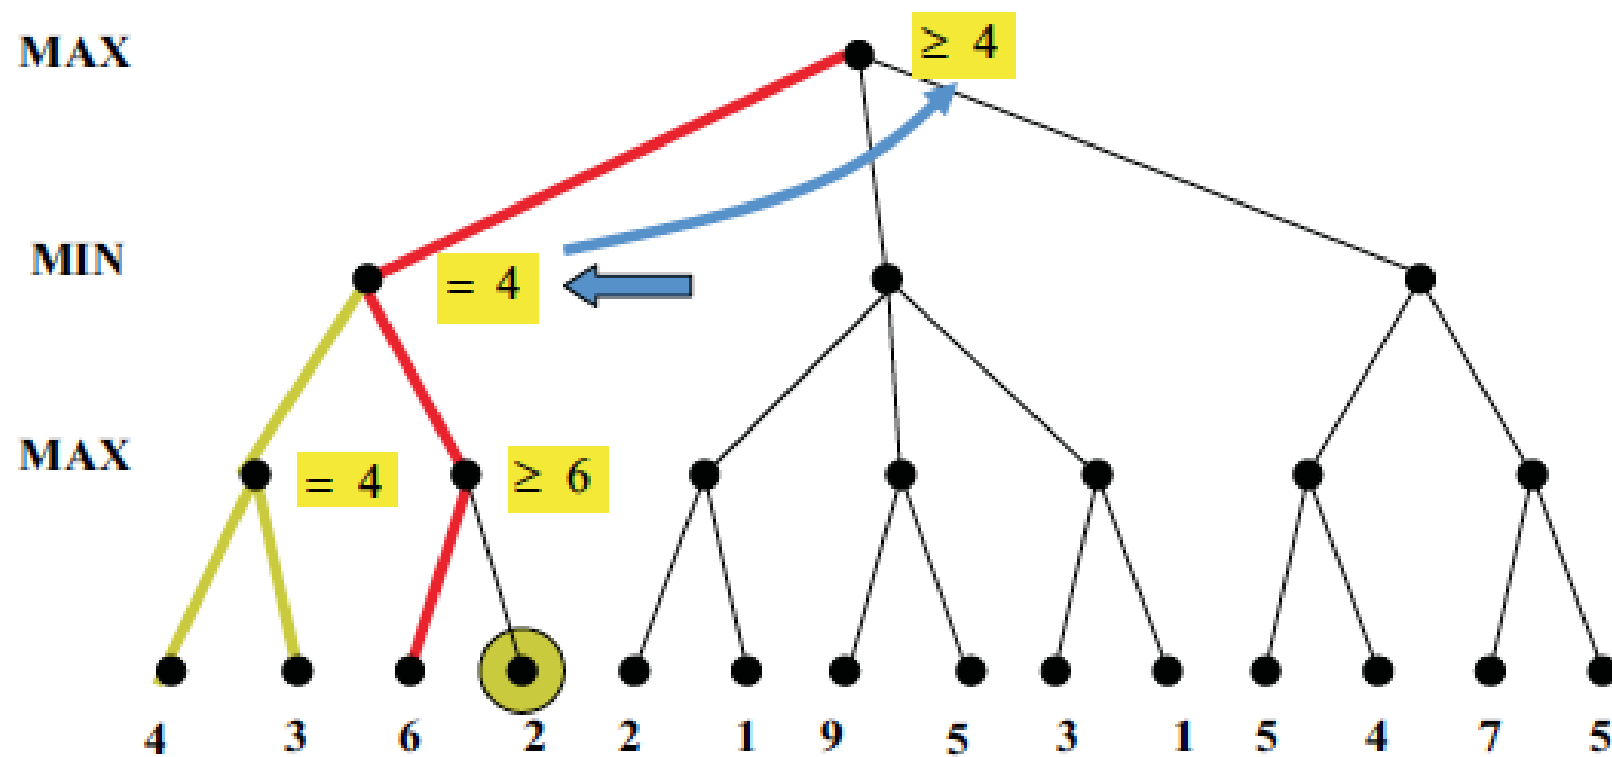 MAX ≥ 4
MIN = 4
MAX = 4 ≥ 6
4 3 6 2 2 1 9 5 3 1 5 4 7 5